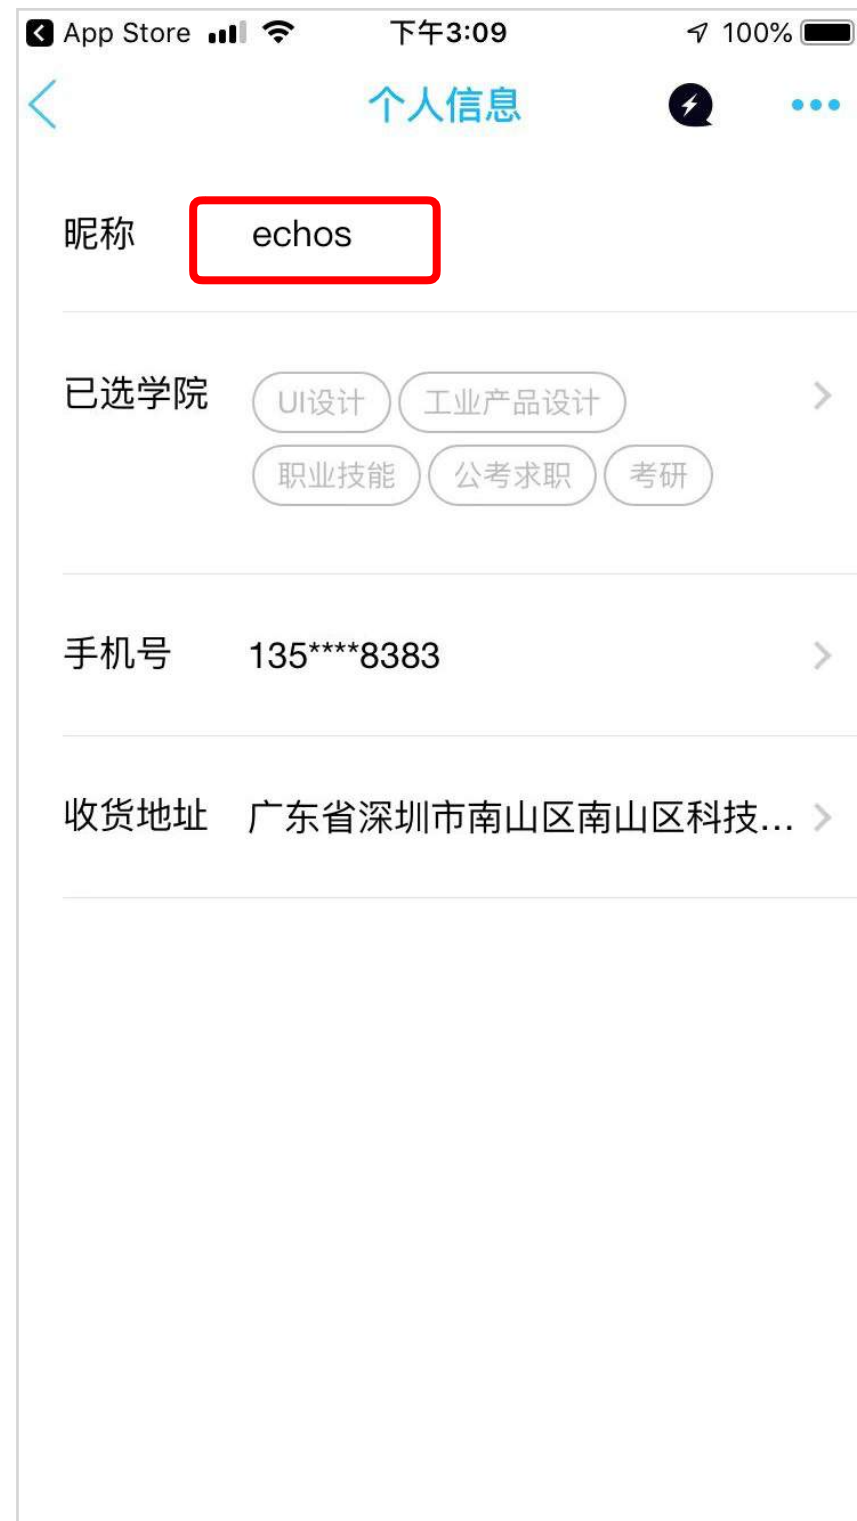 App Store 下午3:09 100%
个人信息
昵称 echos
已选学院 UI设计 工业产品设计
职业技能 公考求职 考研
手机号 135****8383
收货地址 广东省深圳市南山区南山区科技...